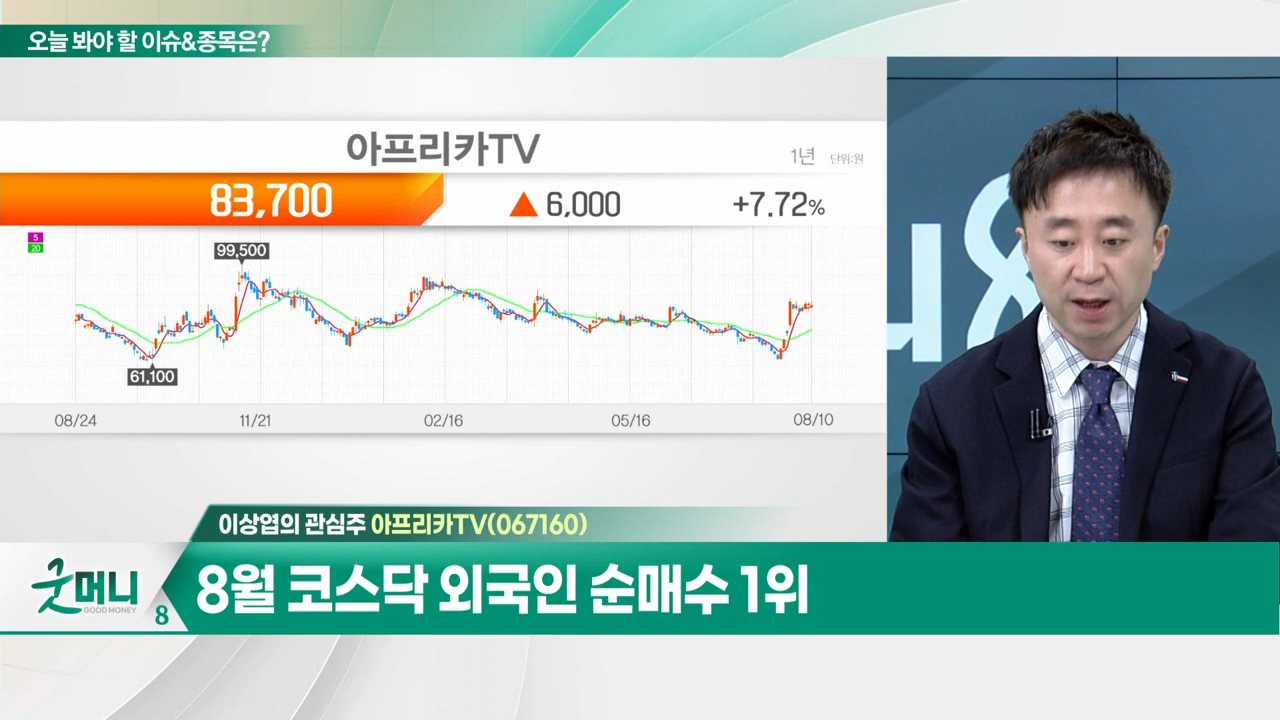 오늘 봐야 할 이슈&종목은?
아프리카TV
1년 단위:원
83,700 ▲ 6,000 +7.72%
5
20
99,500
61,100
08/24 11/21 02/16 05/16 08/10
이상엽의 관심주 아프리카TV(067160)
굿머니 GOOD MONEY 8
8월 코스닥 외국인 순매수 1위
8